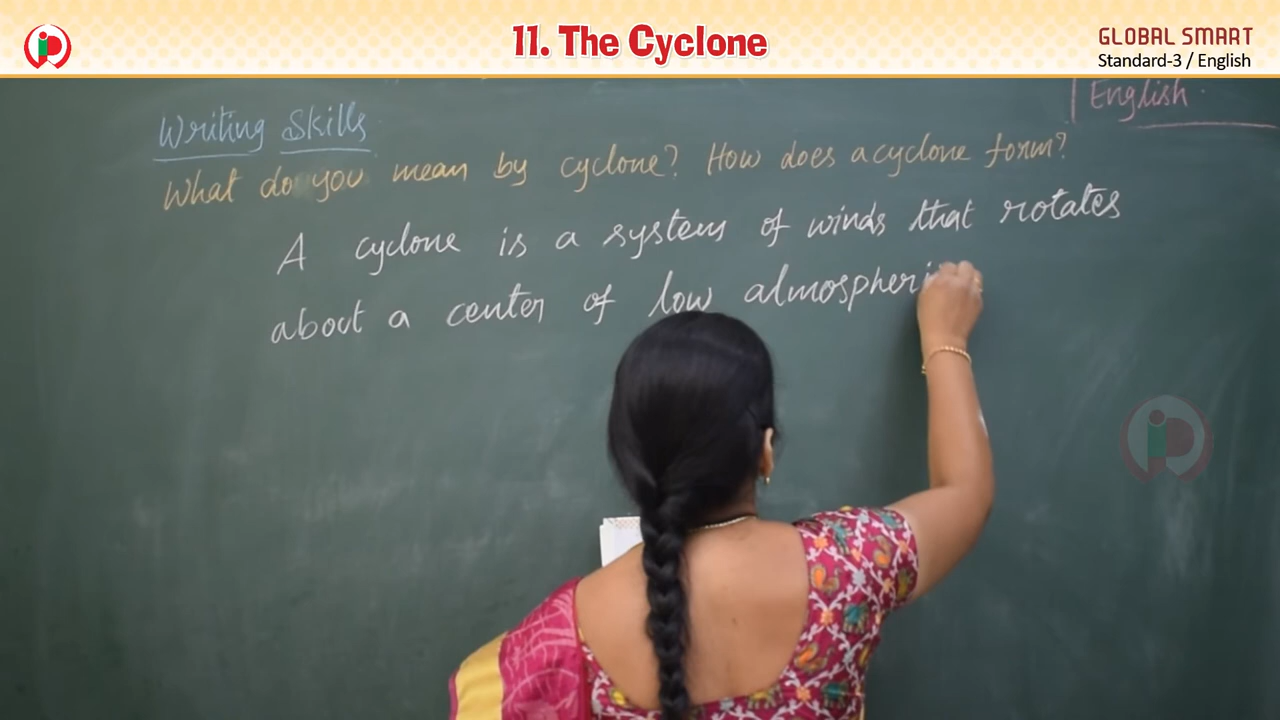 11. The Cyclone
GLOBAL SMART
Standard-3 / English
English
Writing Skills
What do you mean by cyclone? How does a cyclone form?
A cyclone is a system of winds that rotates
about a center of low